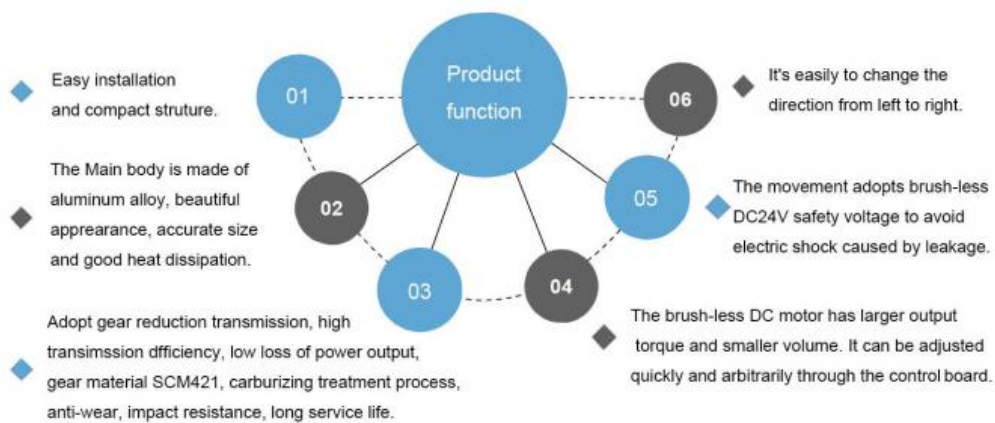 Product
function
01
Easy installation
and compact struture.
02
The Main body is made of
aluminum alloy, beautiful
apprearance, accurate size
and good heat dissipation.
03
Adopt gear reduction transmission, high
transimssion dfficiency, low loss of power output,
gear material SCM421, carburizing treatment process,
anti-wear, impact resistance, long service life.
04
The brush-less DC motor has larger output
torque and smaller volume. It can be adjusted
quickly and arbitrarily through the control board.
05
The movement adopts brush-less
DC24V safety voltage to avoid
electric shock caused by leakage.
06
It's easily to change the
direction from left to right.